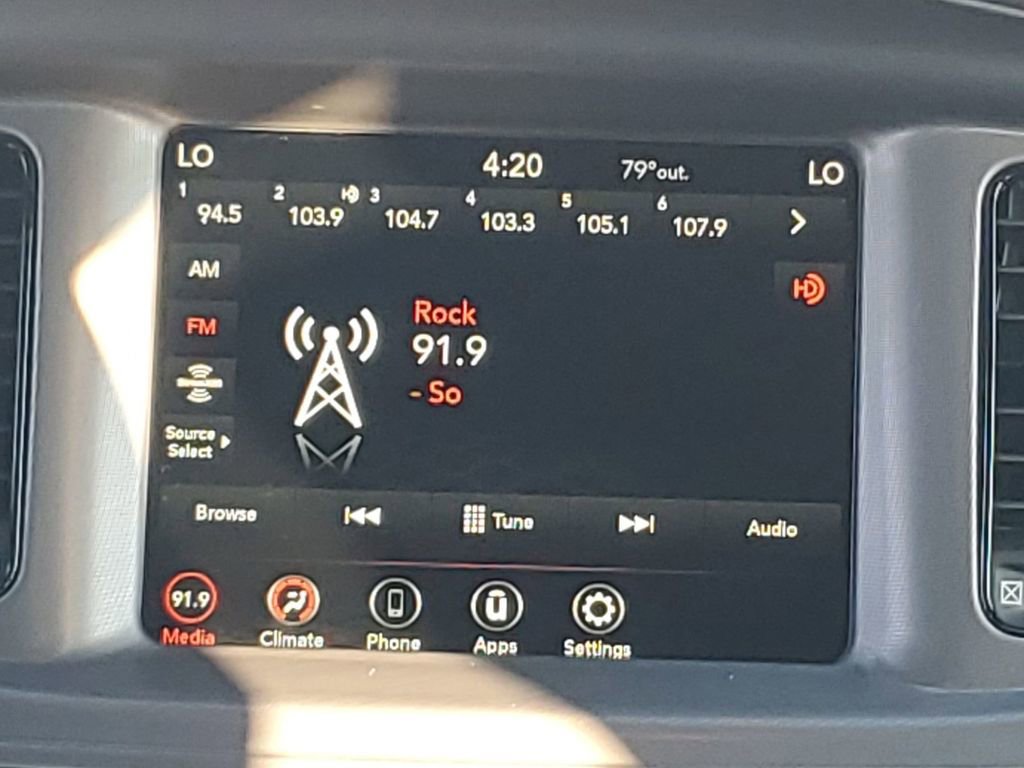 LO 4:20 79°out. LO
1 94.5 2 103.9 3 104.7 4 103.3 5 105.1 6 107.9
AM
HD
FM
Rock
91.9
- So
Source
Select
Browse Tune Audio
91.9
Media Climate Phone Apps Settings